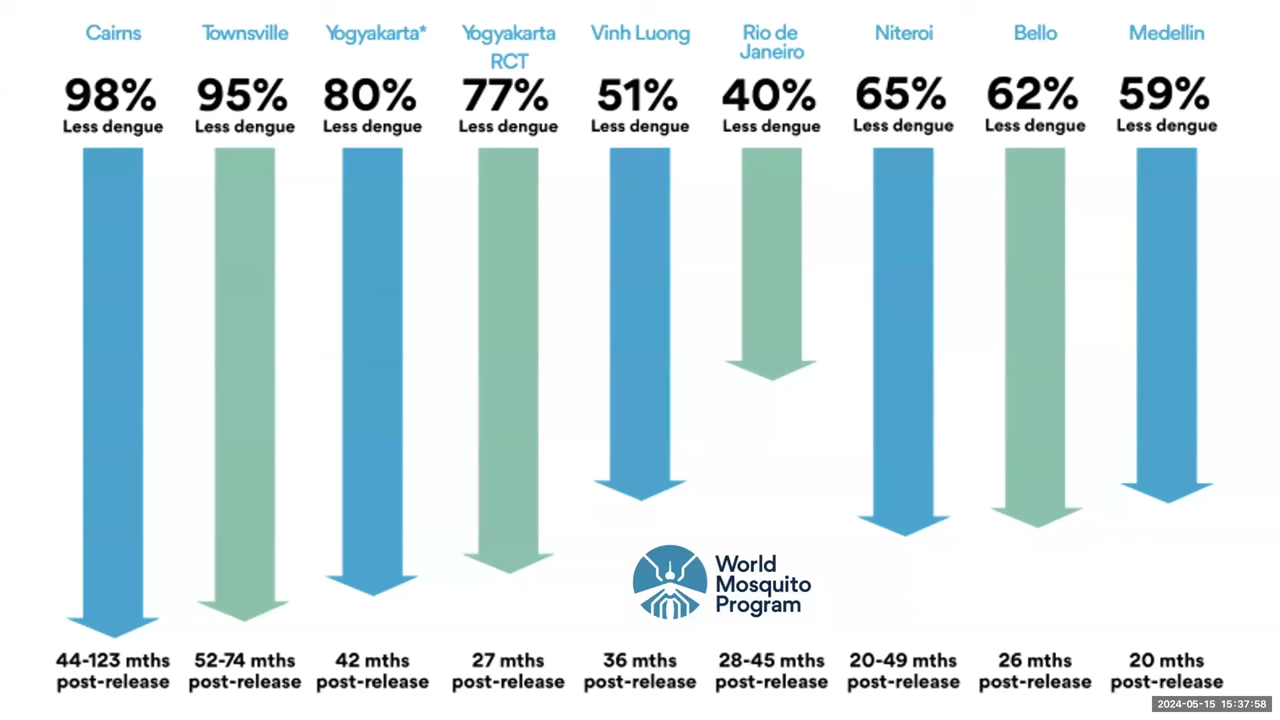 Cairns
98%
Less dengue
44-123 mths
post-release
Townsville
95%
Less dengue
52-74 mths
post-release
Yogyakarta*
80%
Less dengue
42 mths
post-release
Yogyakarta
RCT
77%
Less dengue
27 mths
post-release
Vinh Luong
51%
Less dengue
36 mths
post-release
Rio de
Janeiro
40%
Less dengue
28-45 mths
post-release
Niteroi
65%
Less dengue
20-49 mths
post-release
Bello
62%
Less dengue
26 mths
post-release
Medellin
59%
Less dengue
20 mths
post-release
World
Mosquito
Program
2024-05-15 15:37:58